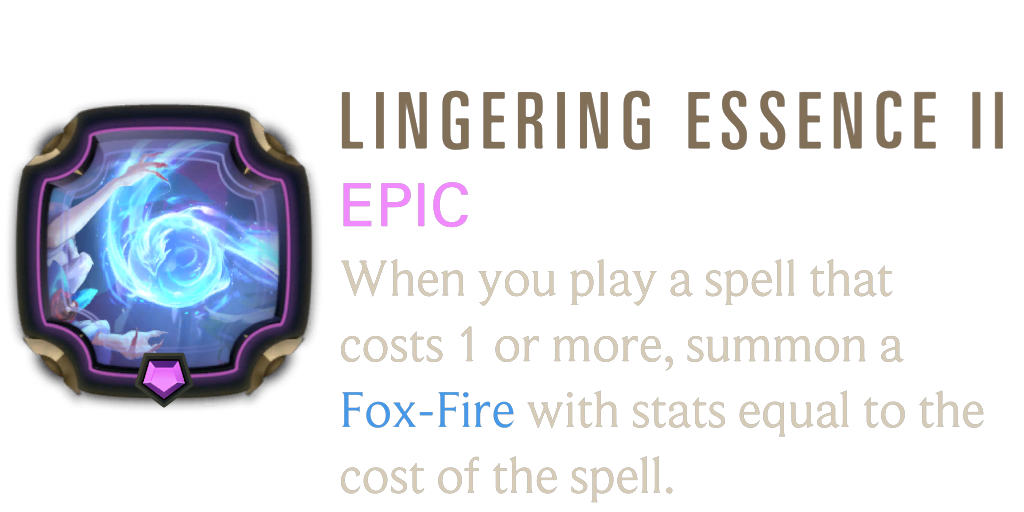 LINGERING ESSENCE II
EPIC
When you play a spell that
costs 1 or more, summon a
Fox-Fire with stats equal to the
cost of the spell.